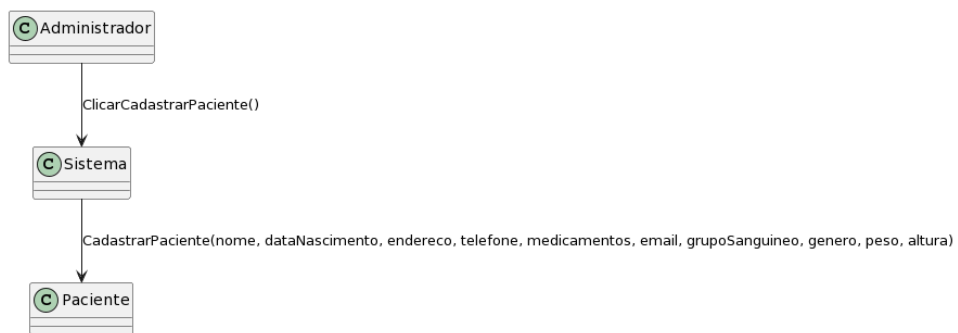 C Administrador
ClicarCadastrarPaciente()
C Sistema
CadastrarPaciente(nome, dataNascimento, endereco, telefone, medicamentos, email, grupoSanguineo, genero, peso, altura)
C Paciente